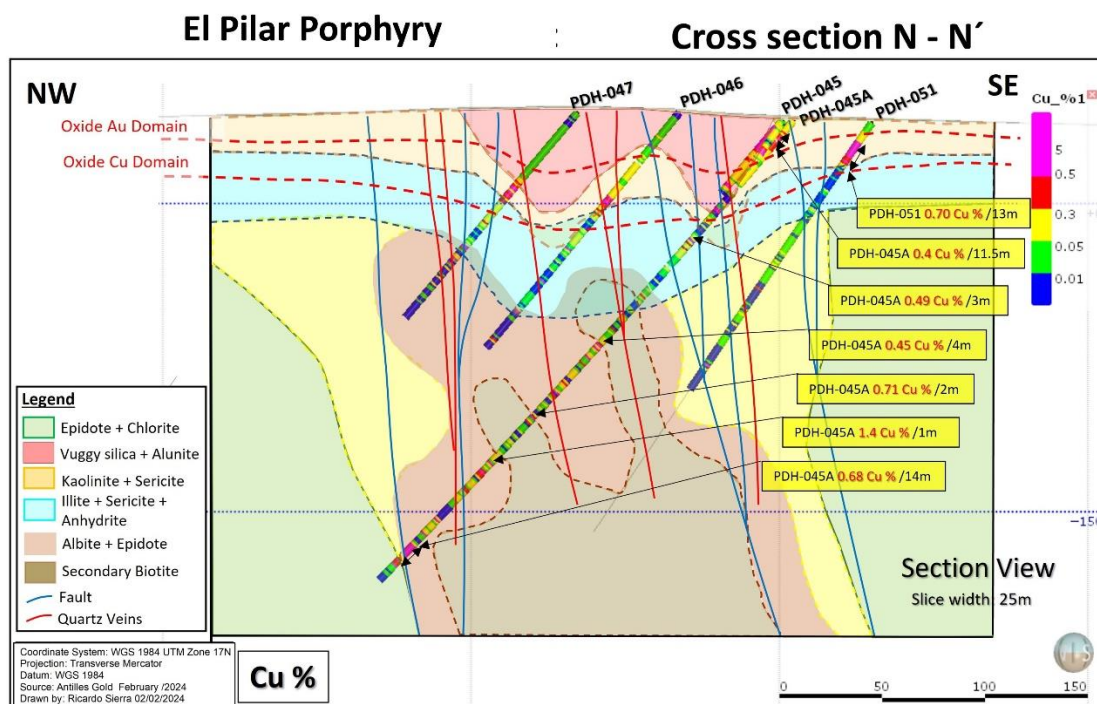 El Pilar Porphyry
:
Cross section N - N´
NW
SE
PDH-047
PDH-046
PDH-045
PDH-045A
PDH-051
Cu_%1
5
0.5
0.3
0.05
0.01
Oxide Au Domain
Oxide Cu Domain
PDH-051 0.70 Cu % /13m
PDH-045A 0.4 Cu % /11.5m
PDH-045A 0.49 Cu % /3m
PDH-045A 0.45 Cu % /4m
PDH-045A 0.71 Cu % /2m
PDH-045A 1.4 Cu % /1m
PDH-045A 0.68 Cu % /14m
-150
Legend
Epidote + Chlorite
Vuggy silica + Alunite
Kaolinite + Sericite
Illite + Sericite +
Anhydrite
Albite + Epidote
Secondary Biotite
Fault
Quartz Veins
Section View
Slice width: 25m
Coordinate System: WGS 1984 UTM Zone 17N
Projection: Transverse Mercator
Datum: WGS 1984
Source: Antilles Gold February /2024
Drawn by: Ricardo Sierra 02/02/2024
Cu %
0 50 100 150